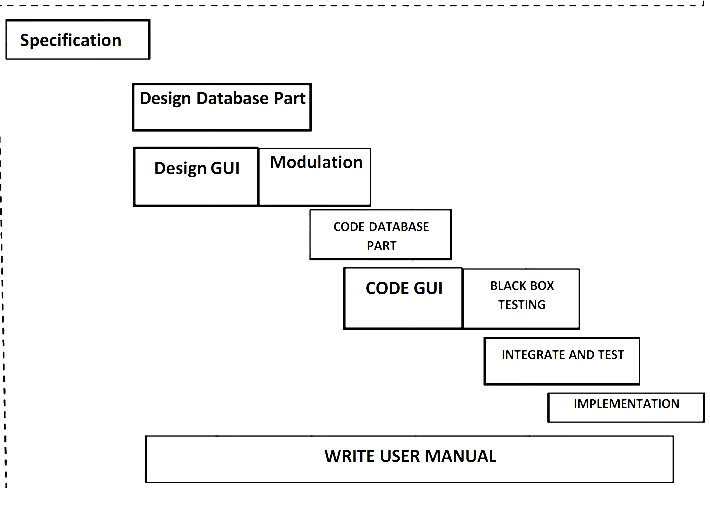 Specification
Design Database Part
Design GUI
Modulation
CODE DATABASE
PART
CODE GUI
BLACK BOX
TESTING
INTEGRATE AND TEST
IMPLEMENTATION
WRITE USER MANUAL